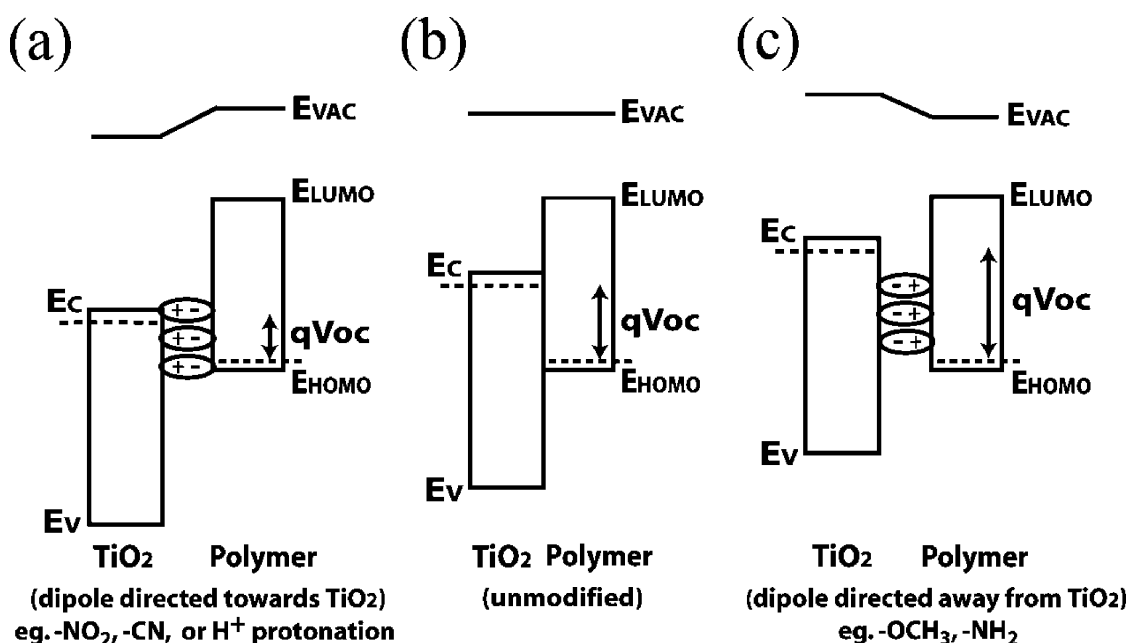 (a)
EVAC
ELUMO
EC
+ -
+ -
+ -
qVoc
EHOMO
EV
TiO2 Polymer
(dipole directed towards TiO2)
eg. -NO2, -CN, or H+ protonation
(b)
EVAC
ELUMO
EC
qVoc
EHOMO
EV
TiO2 Polymer
(unmodified)
(c)
EVAC
ELUMO
EC
- +
- +
- +
qVoc
EHOMO
EV
TiO2 Polymer
(dipole directed away from TiO2)
eg. -OCH3, -NH2